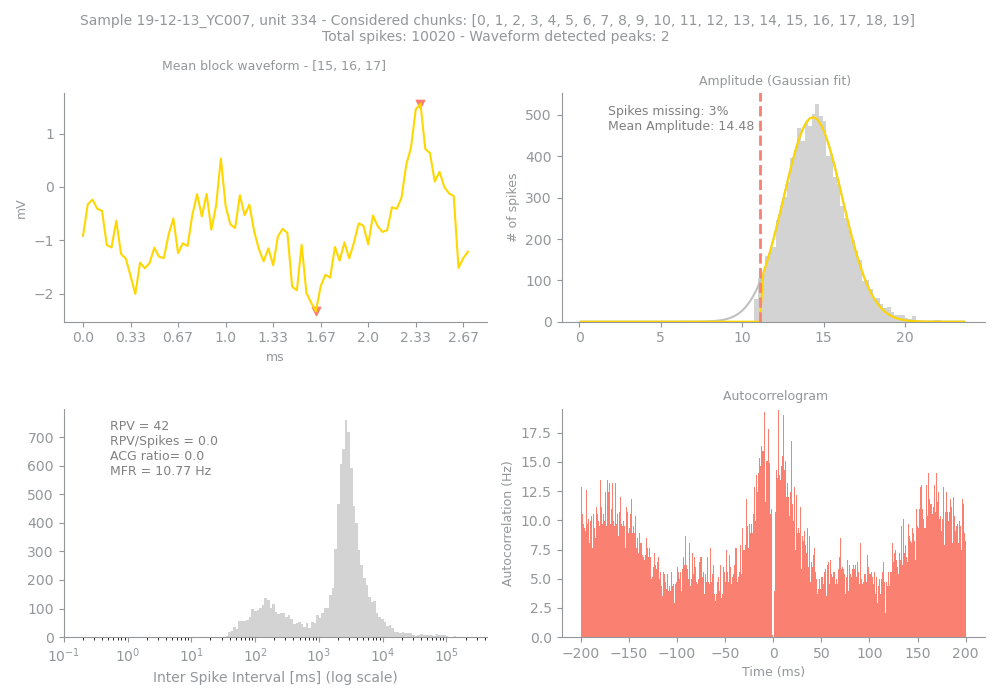 Sample 19-12-13_YC007, unit 334 - Considered chunks: [0, 1, 2, 3, 4, 5, 6, 7, 8, 9, 10, 11, 12, 13, 14, 15, 16, 17, 18, 19]
Total spikes: 10020 - Waveform detected peaks: 2
Mean block waveform - [15, 16, 17]
1
0
−1
−2
mV
0.0 0.33 0.67 1.0 1.33 1.67 2.0 2.33 2.67
ms
Amplitude (Gaussian fit)
Spikes missing: 3%
Mean Amplitude: 14.48
500
400
300
200
100
0
# of spikes
0 5 10 15 20
RPV = 42
RPV/Spikes = 0.0
ACG ratio= 0.0
MFR = 10.77 Hz
700
600
500
400
300
200
100
0
10⁻¹ 10⁰ 10¹ 10² 10³ 10⁴ 10⁵
Inter Spike Interval [ms] (log scale)
Autocorrelogram
17.5
15.0
12.5
10.0
7.5
5.0
2.5
0.0
Autocorrelation (Hz)
−200 −150 −100 −50 0 50 100 150 200
Time (ms)